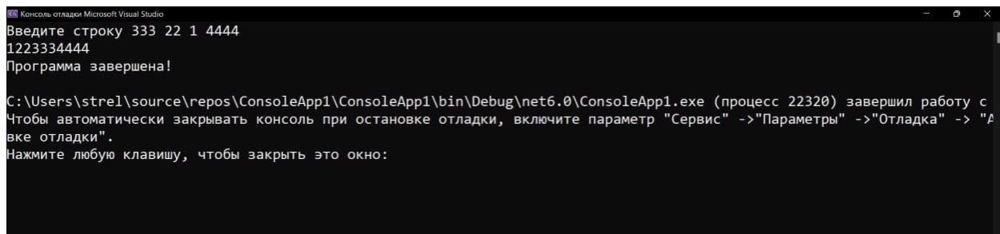 Консоль отладки Microsoft Visual Studio
Введите строку 333 22 1 4444
1223334444
Программа завершена!
C:\Users\strel\source\repos\ConsoleApp1\ConsoleApp1\bin\Debug\net6.0\ConsoleApp1.exe (процесс 22320) завершил работу с
Чтобы автоматически закрывать консоль при остановке отладки, включите параметр "Сервис" ->"Параметры" ->"Отладка" -> "А
вке отладки".
Нажмите любую клавишу, чтобы закрыть это окно: